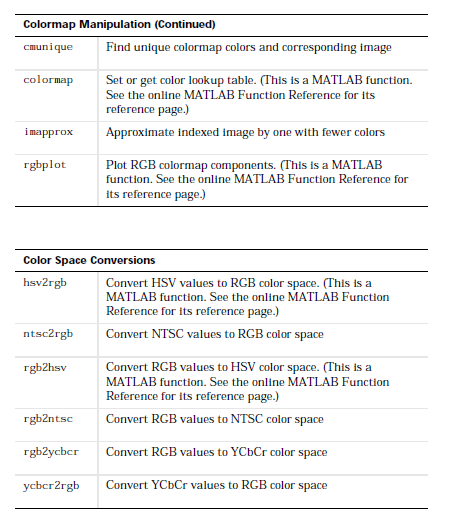 Colormap Manipulation (Continued)
cmunique Find unique colormap colors and corresponding image
colormap Set or get color lookup table. (This is a MATLAB function.
See the online MATLAB Function Reference for its
reference page.)
imapprox Approximate indexed image by one with fewer colors
rgbplot Plot RGB colormap components. (This is a MATLAB
function. See the online MATLAB Function Reference for
its reference page.)
Color Space Conversions
hsv2rgb Convert HSV values to RGB color space. (This is a
MATLAB function. See the online MATLAB Function
Reference for its reference page.)
ntsc2rgb Convert NTSC values to RGB color space
rgb2hsv Convert RGB values to HSV color space. (This is a
MATLAB function. See the online MATLAB Function
Reference for its reference page.)
rgb2ntsc Convert RGB values to NTSC color space
rgb2ycbcr Convert RGB values to YCbCr color space
ycbcr2rgb Convert YCbCr values to RGB color space